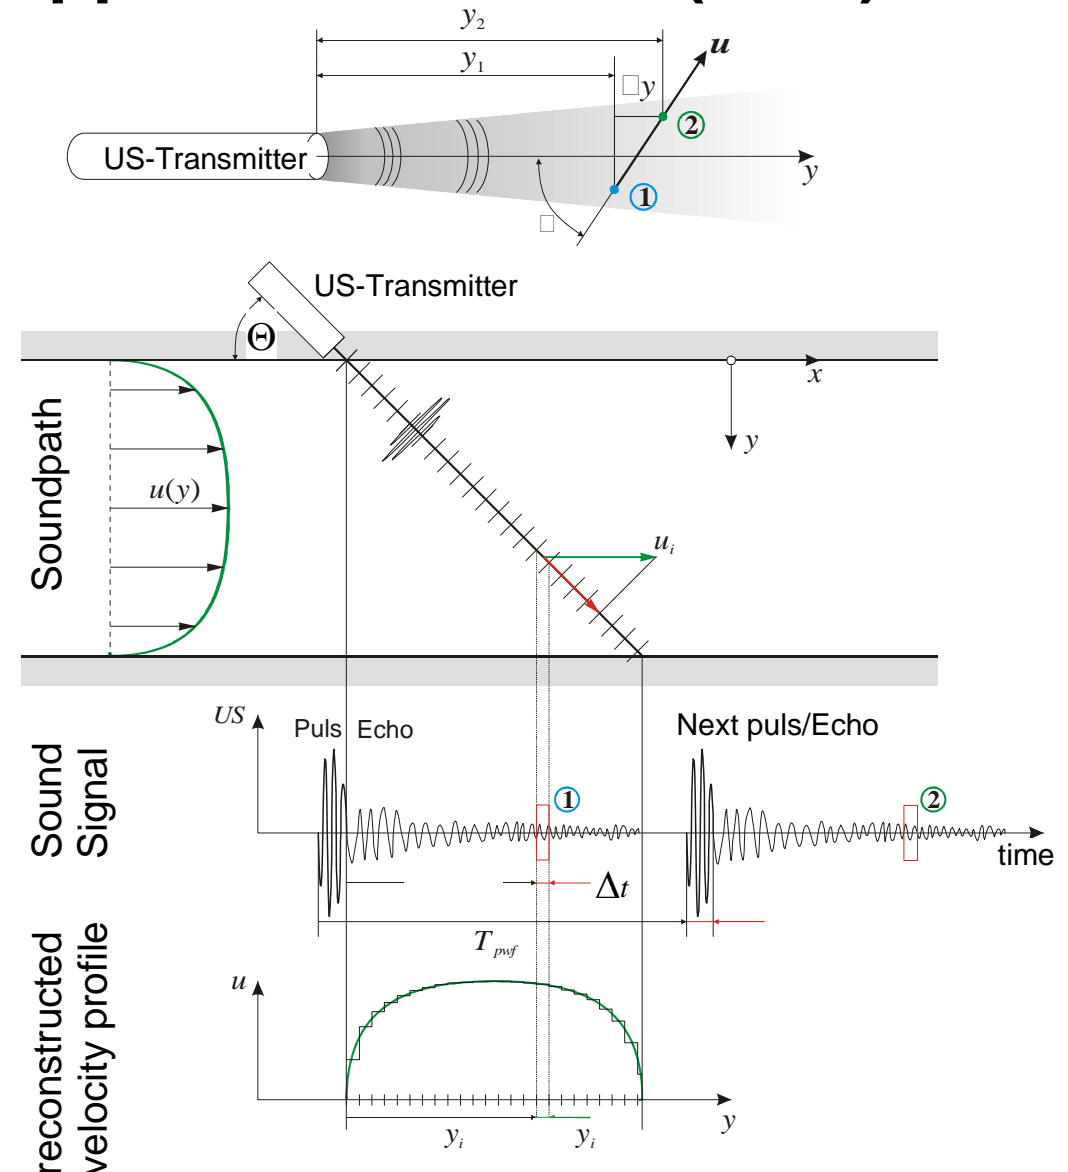 y₂
u
y₁
□y
②
US-Transmitter
y
①
□
US-Transmitter
Θ
x
Soundpath
y
u(y)
uᵢ
US
Puls Echo
Next puls/Echo
Sound
Signal
①
②
time
Δt
T pwf
reconstructed
velocity profile
u
yᵢ
yᵢ
y